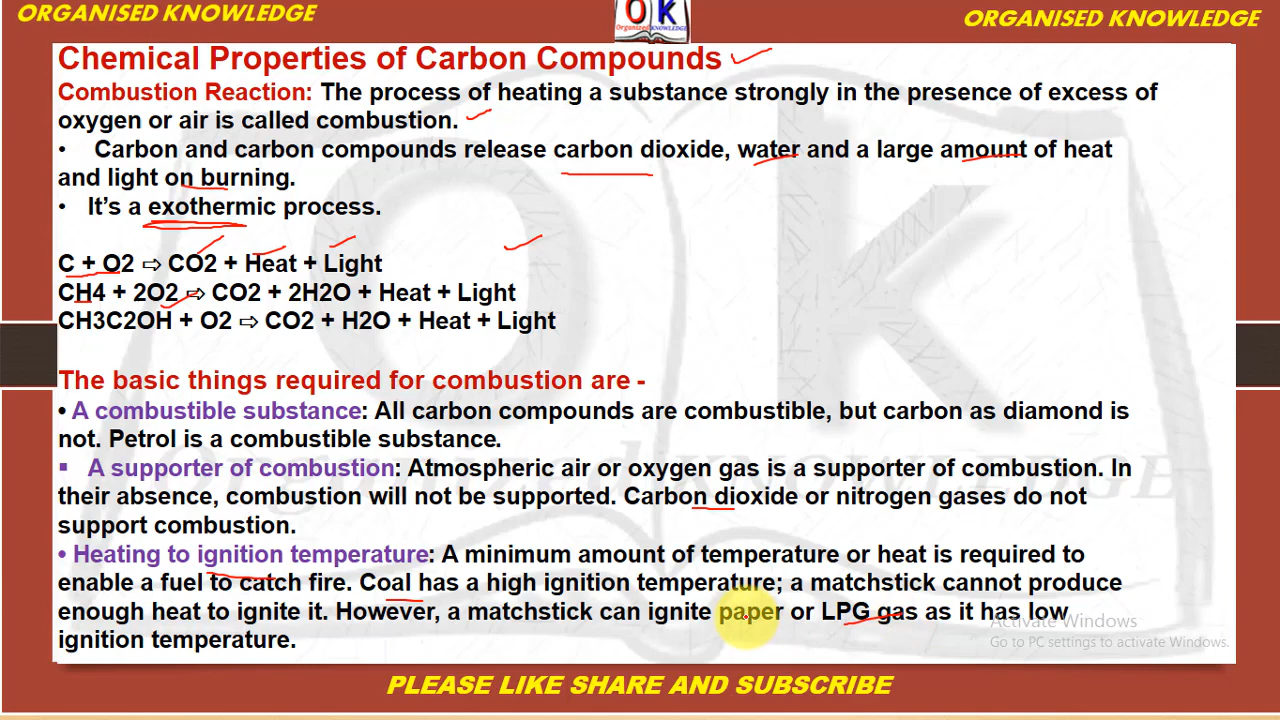 ORGANISED KNOWLEDGE
OK
Organized KNOWLEDGE
ORGANISED KNOWLEDGE
Chemical Properties of Carbon Compounds
Combustion Reaction: The process of heating a substance strongly in the presence of excess of
oxygen or air is called combustion.
• Carbon and carbon compounds release carbon dioxide, water and a large amount of heat
and light on burning.
• It's a exothermic process.
C + O2 ⇨ CO2 + Heat + Light
CH4 + 2O2 ⇨ CO2 + 2H2O + Heat + Light
CH3C2OH + O2 ⇨ CO2 + H2O + Heat + Light
The basic things required for combustion are -
• A combustible substance: All carbon compounds are combustible, but carbon as diamond is
not. Petrol is a combustible substance.
▪ A supporter of combustion: Atmospheric air or oxygen gas is a supporter of combustion. In
their absence, combustion will not be supported. Carbon dioxide or nitrogen gases do not
support combustion.
• Heating to ignition temperature: A minimum amount of temperature or heat is required to
enable a fuel to catch fire. Coal has a high ignition temperature; a matchstick cannot produce
enough heat to ignite it. However, a matchstick can ignite paper or LPG gas as it has low
ignition temperature.
Activate Windows
Go to PC settings to activate Windows.
PLEASE LIKE SHARE AND SUBSCRIBE